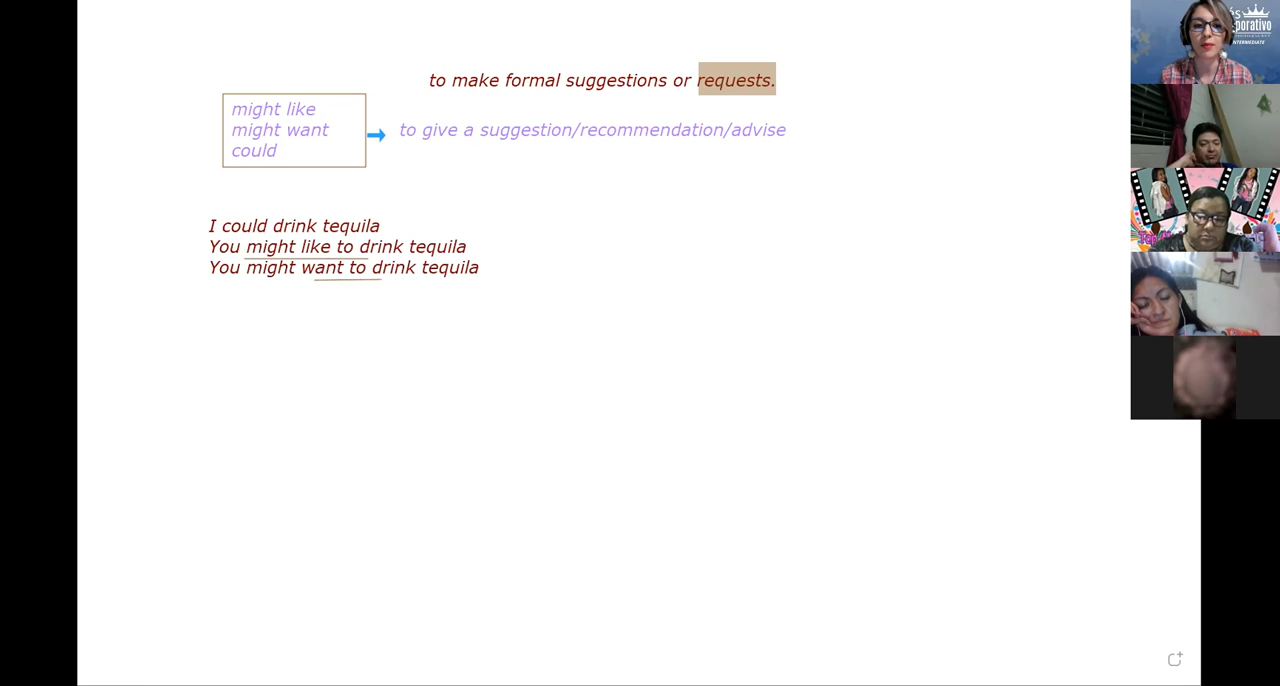 to make formal suggestions or requests.
might like
might want
could
to give a suggestion/recommendation/advise
I could drink tequila
You might like to drink tequila
You might want to drink tequila
INTERMEDIATE